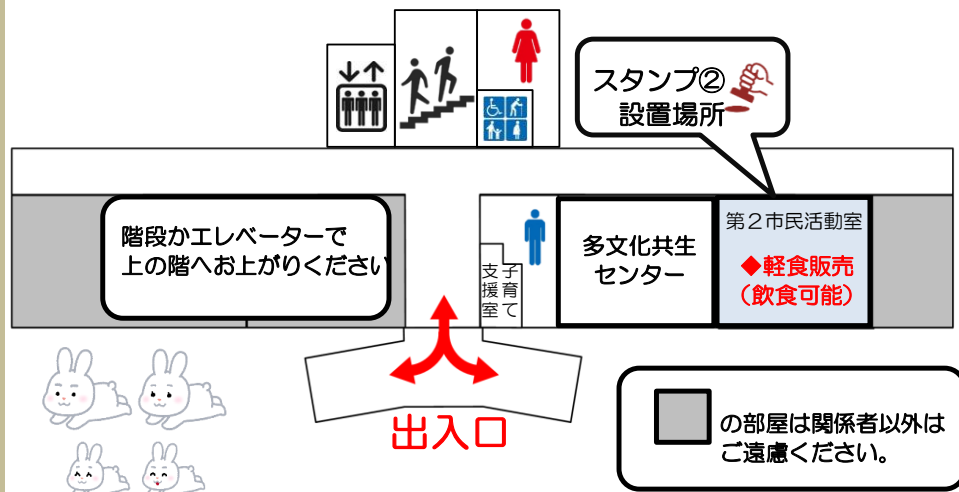 スタンプ②
設置場所
階段かエレベーターで
上の階へお上がりください
子育て
支援室
多文化共生
センター
第2市民活動室
◆軽食販売
(飲食可能)
出入口
の部屋は関係者以外は
ご遠慮ください。